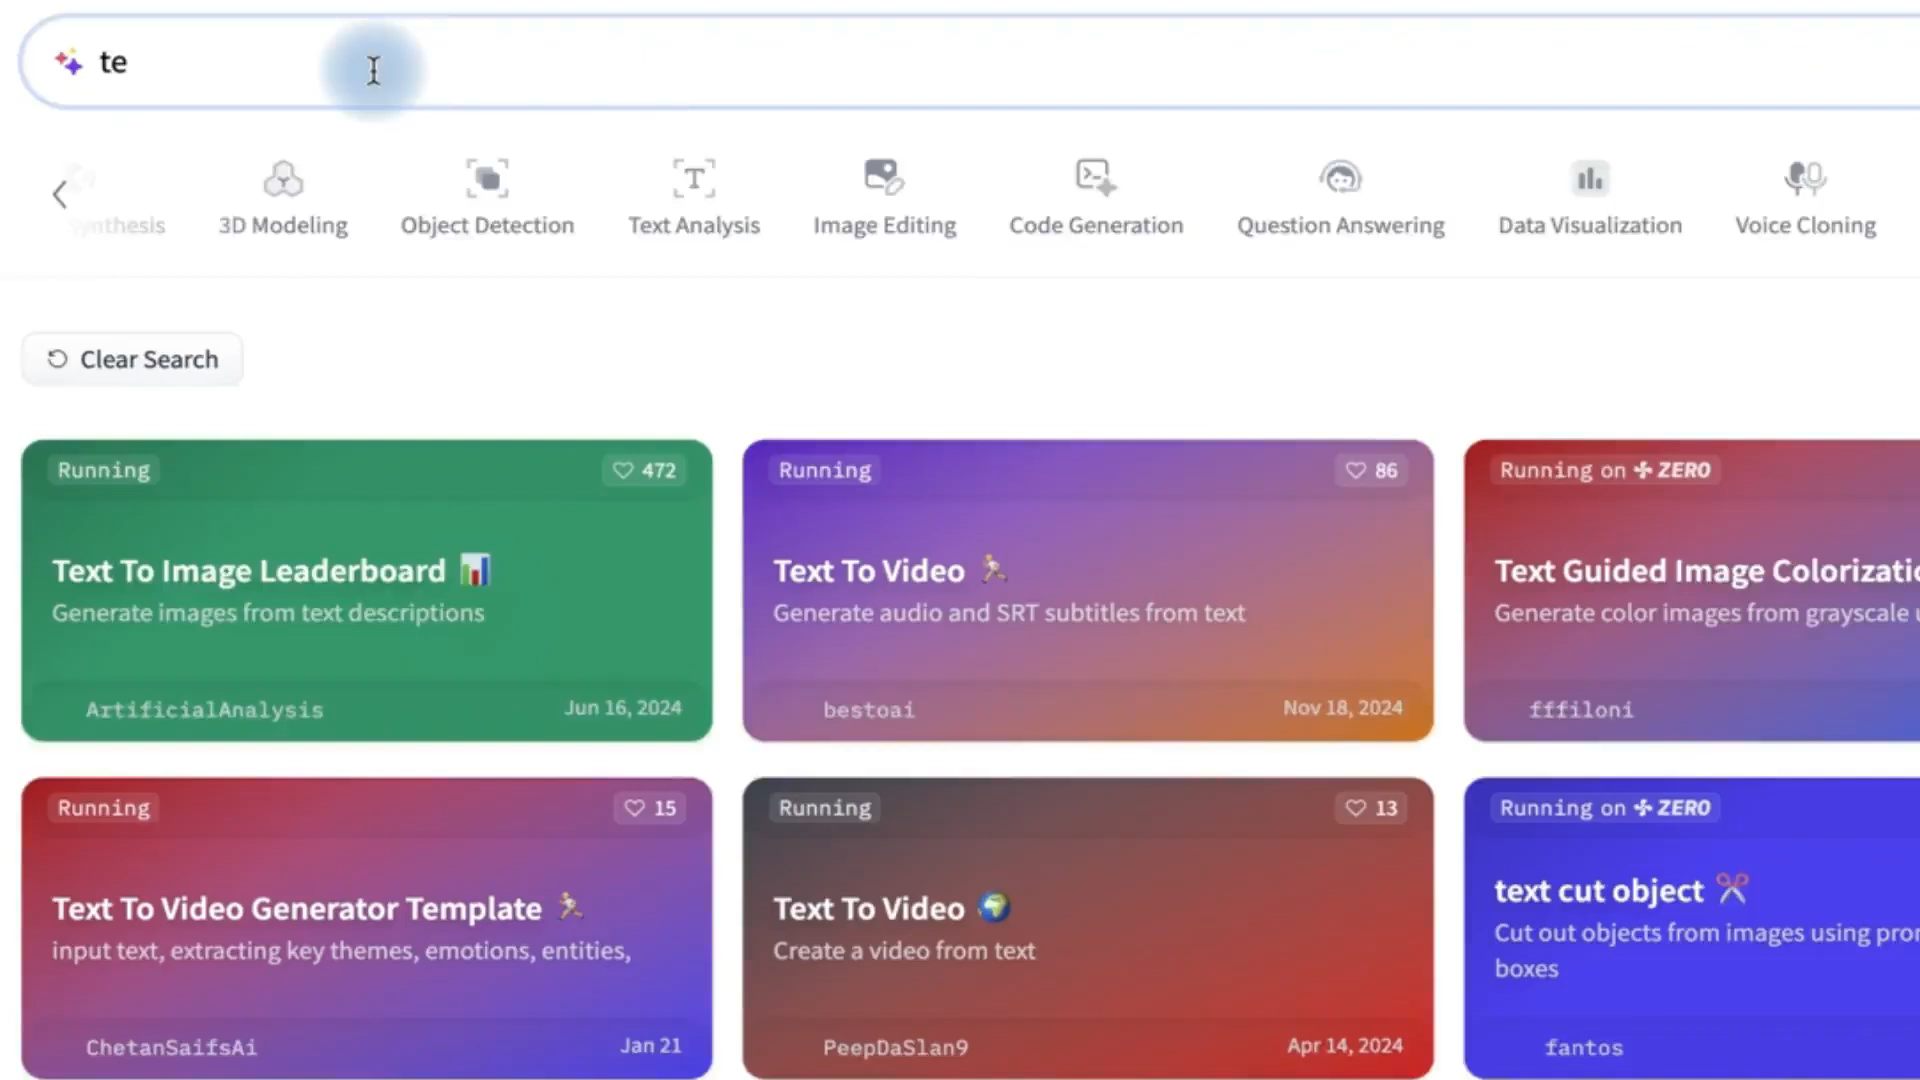 te
ynthesis
3D Modeling
Object Detection
Text Analysis
Image Editing
Code Generation
Question Answering
Data Visualization
Voice Cloning
Clear Search
Running
472
Text To Image Leaderboard
Generate images from text descriptions
ArtificialAnalysis
Jun 16, 2024
Running
86
Text To Video
Generate audio and SRT subtitles from text
bestoai
Nov 18, 2024
Running on ZERO
Text Guided Image Colorizatio
Generate color images from grayscale
fffiloni
Running
15
Text To Video Generator Template
input text, extracting key themes, emotions, entities,
ChetanSaifsAi
Jan 21
Running
13
Text To Video
Create a video from text
PeepDaSlan9
Apr 14, 2024
Running on ZERO
text cut object
Cut out objects from images using
boxes
fantos